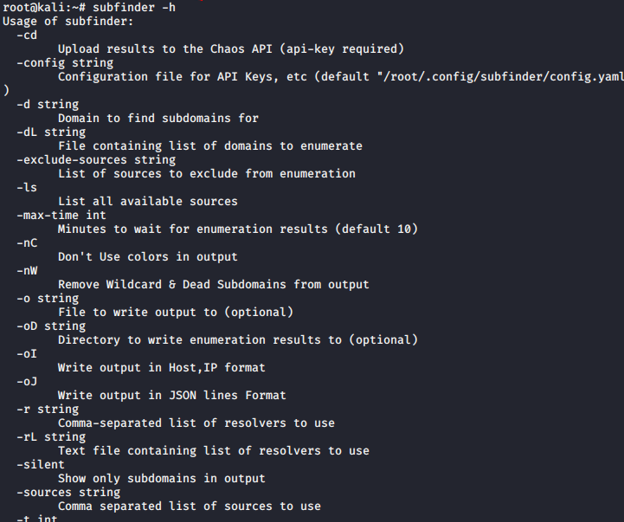 root@kali:~# subfinder -h
Usage of subfinder:
-cd
Upload results to the Chaos API (api-key required)
-config string
Configuration file for API Keys, etc (default "/root/.config/subfinder/config.yaml
)
-d string
Domain to find subdomains for
-dL string
File containing list of domains to enumerate
-exclude-sources string
List of sources to exclude from enumeration
-ls
List all available sources
-max-time int
Minutes to wait for enumeration results (default 10)
-nC
Don't Use colors in output
-nW
Remove Wildcard & Dead Subdomains from output
-o string
File to write output to (optional)
-oD string
Directory to write enumeration results to (optional)
-oI
Write output in Host,IP format
-oJ
Write output in JSON lines Format
-r string
Comma-separated list of resolvers to use
-rL string
Text file containing list of resolvers to use
-silent
Show only subdomains in output
-sources string
Comma separated list of sources to use
-t int